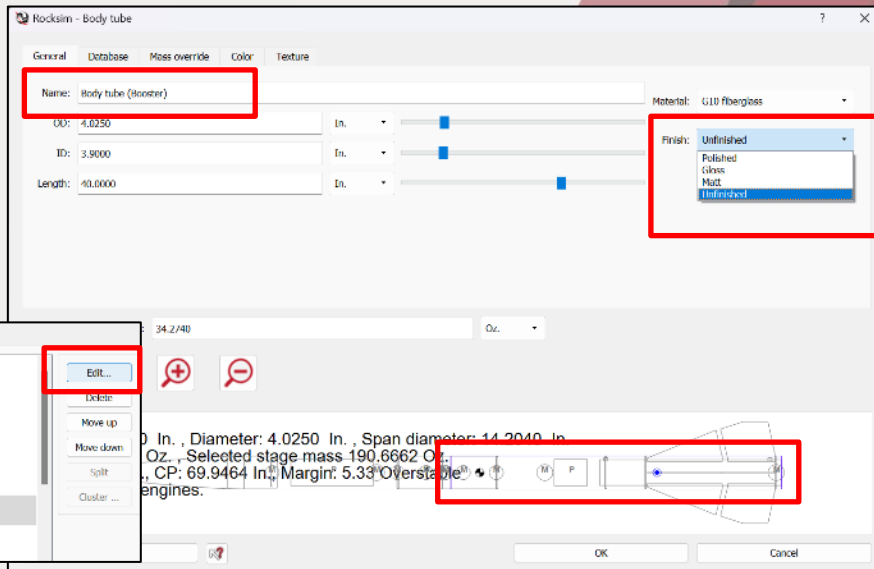 Rocksim - Body tube
General Database Mass override Color Texture
Name: Body tube (Booster)
Material: G10 fiberglass
OD: 4.0250 In.
Finish: Unfinished
Polished
Gloss
Matt
Unfinished
ID: 3.9000 In.
Length: 40.0000 In.
34.2740 Oz.
Edit...
Delete
Move up
Move down
Split
Cluster ...
In. , Diameter: 4.0250 In. , Span diameter: 14.2040 In.
Oz. , Selected stage mass 190.6662 Oz.
., CP: 69.9464 In., Margin: 5.33 Overstable
engines.
M M M M P M
OK Cancel